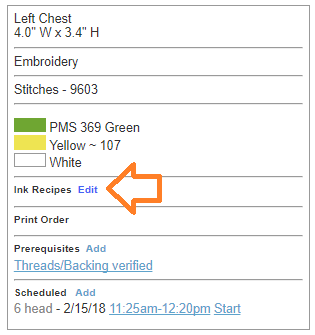 Left Chest
4.0" W x 3.4" H
Embroidery
Stitches - 9603
PMS 369 Green
Yellow ~ 107
White
Ink Recipes Edit
Print Order
Prerequisites Add
Threads/Backing verified
Scheduled Add
6 head - 2/15/18 11:25am-12:20pm Start